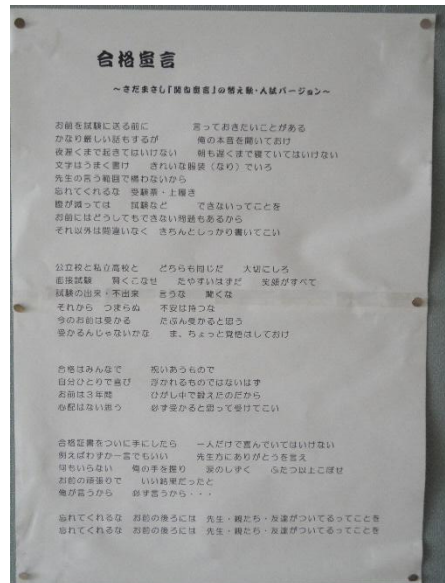 合格宣言
～さだまさし「関白宣言」の替え歌・入試バージョン～
お前を試験に送る前に　言っておきたいことがある
かなり厳しい話もするが　俺の本音を聞いておけ
夜遅くまで起きてはいけない　朝も遅くまで寝ていてはいけない
文字はうまく書け　きれいな服装（なり）でいろ
先生の言う範囲で構わないから
忘れてくれるな　受験票・上履き
腹が減っては　試験など　できないってことを
お前にはどうしてもできない問題もあるから
それ以外は間違いなく　きちんとしっかり書いてこい
公立校と私立高校と　どちらも同じだ　大切にしろ
面接試験　賢くこなせ　たやすいはずだ　笑顔がすべて
試験の出来・不出来　言うな　驚くな
それから　つまらぬ　不安は持つな
今のお前は受かる　たぶん受かると思う
受かるんじゃないかな　ま、ちょっと覚悟はしておけ
合格はみんなで　祝いあうもので
自分ひとりで喜び　浮かれるものではないはず
お前は３年間　ひがし中で鍛えたのだから
心配はない思う　必ず受かると思って受けてこい
合格証書をついに手にしたら　一人だけで喜んでいてはいけない
例えばわずか一言でもいい　先生方にありがとうを言え
何もいらない　俺の手を握り　涙のしずく　ふたつ以上こぼせ
お前の頑張りで　いい結果だったと
俺が言うから　必ず言うから・・・
忘れてくれるな　お前の後ろには　先生・親たち・友達がついてるってことを
忘れてくれるな　お前の後ろには　先生・親たち・友達がついてるってことを